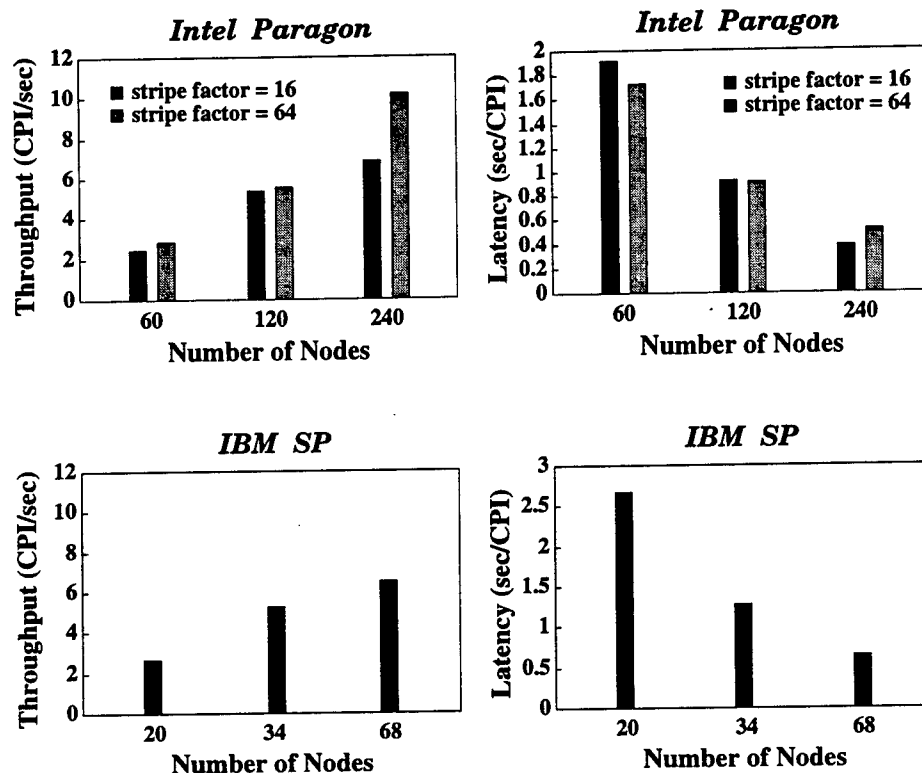 Intel Paragon
Throughput (CPI/sec)
12
10
8
6
4
2
0
stripe factor = 16
stripe factor = 64
60 120 240
Number of Nodes
Intel Paragon
Latency (sec/CPI)
2
1.8
1.6
1.4
1.2
1
0.8
0.6
0.4
0.2
0
stripe factor = 16
stripe factor = 64
60 120 240
Number of Nodes
IBM SP
Throughput (CPI/sec)
12
10
8
6
4
2
0
20 34 68
Number of Nodes
IBM SP
Latency (sec/CPI)
3
2.5
2
1.5
1
0.5
0
20 34 68
Number of Nodes